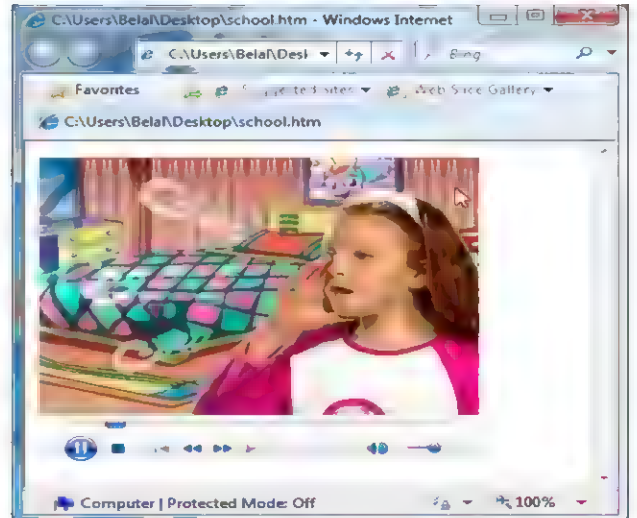 C:\Users\Belal\Desktop\school.htm - Windows Internet
C:\Users\Belal\Desl Bing
Favorites Web Slice Gallery
C:\Users\Belal\Desktop\school.htm
Computer | Protected Mode: Off 100%